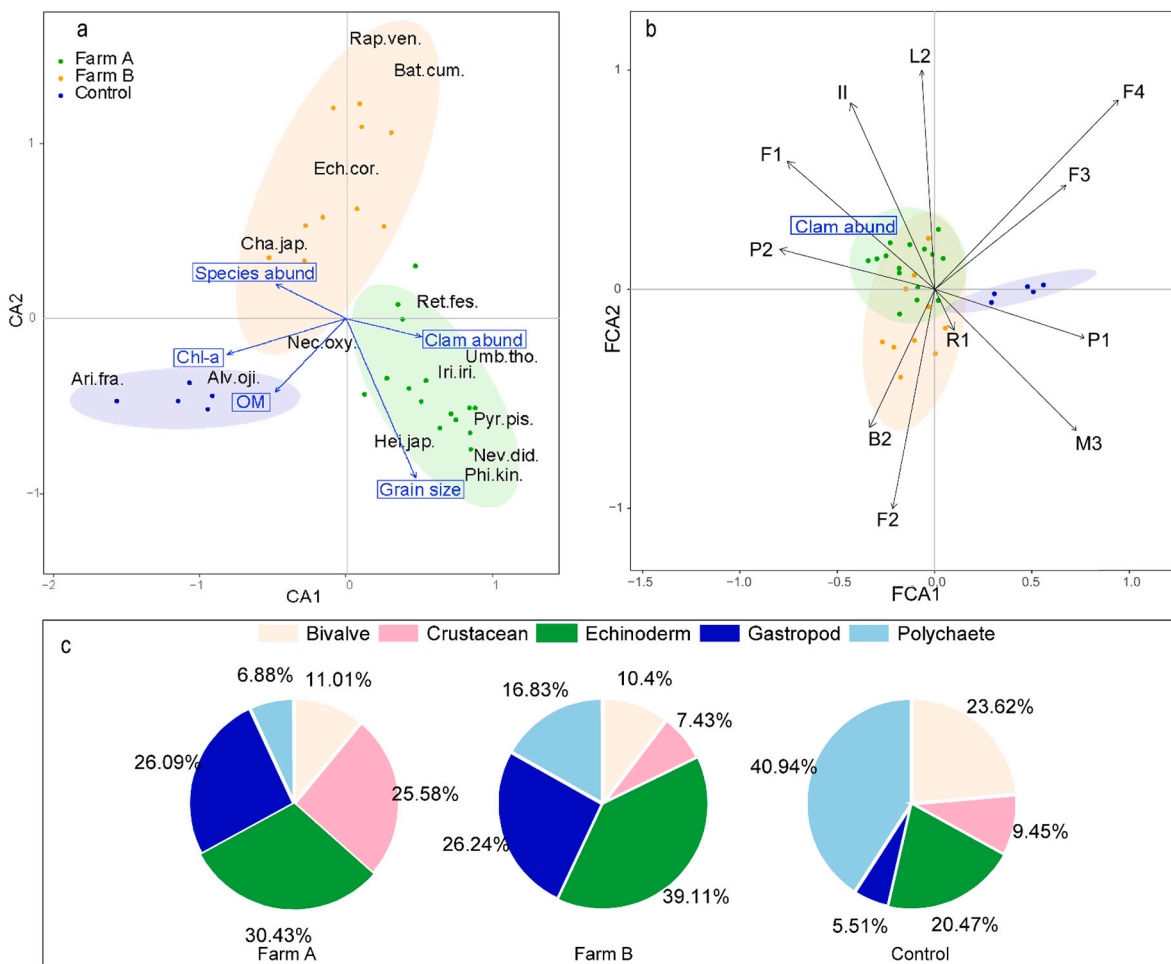 a
Farm A
Farm B
Control
Rap.ven.
Bat.cum.
Ech.cor.
Cha.jap.
Species abund
Ret.fes.
Nec.oxy.
Clam abund
Chl-a
Umb.tho.
Ari.fra.
Alv.oji.
Iri.iri.
OM
Pyr.pis.
Hei.jap.
Nev.did.
Phi.kin.
Grain size
CA2
1
0
−1
−2
−1
0
1
CA1
b
L2
II
F4
F1
F3
Clam abund
P2
R1
P1
B2
M3
F2
FCA2
1
0
−1
−1.5
−1.0
−0.5
0.0
0.5
1.0
FCA1
c
Bivalve
Crustacean
Echinoderm
Gastropod
Polychaete
6.88%
11.01%
26.09%
25.58%
30.43%
Farm A
16.83%
10.4%
7.43%
26.24%
39.11%
Farm B
23.62%
40.94%
9.45%
5.51%
20.47%
Control